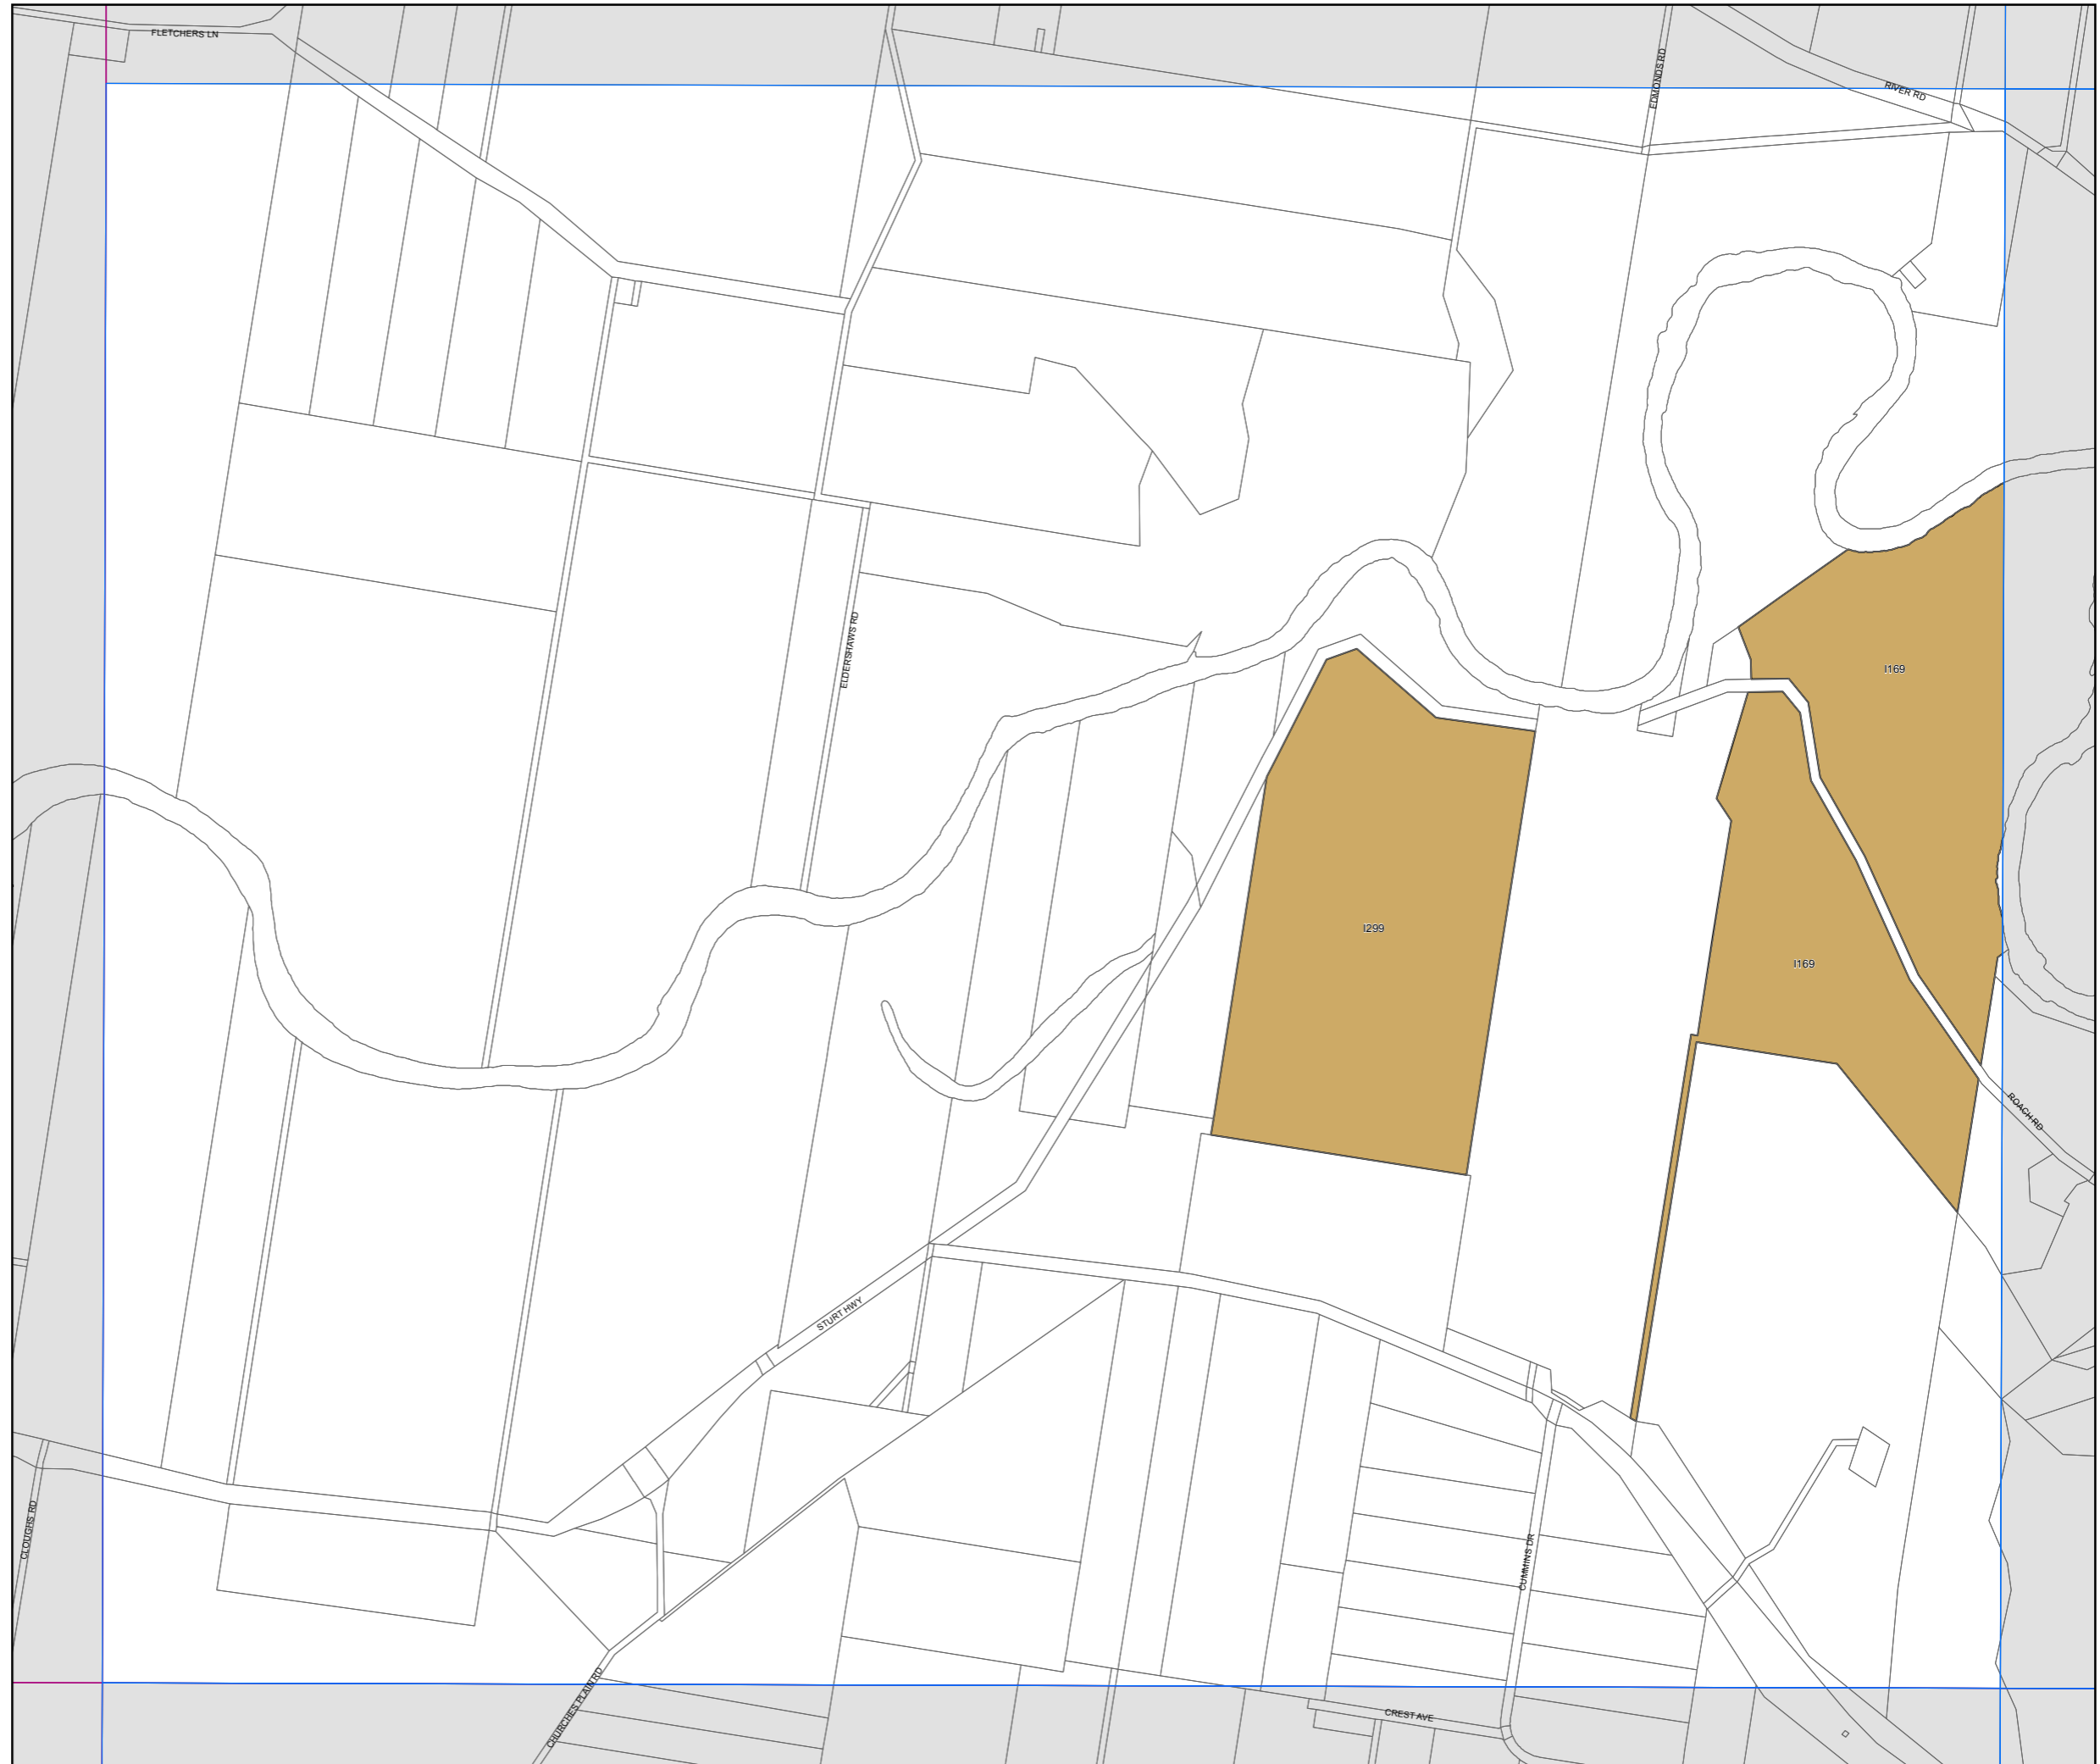 FLETCHERS LN
EDMONDS RD
RIVER RD
ELDERSHAWS RD
I169
I299
I169
ROACH RD
STURT HWY
CLOUGHS RD
CUMMINS DR
CHURCHES PLAIN RD
CREST AVE